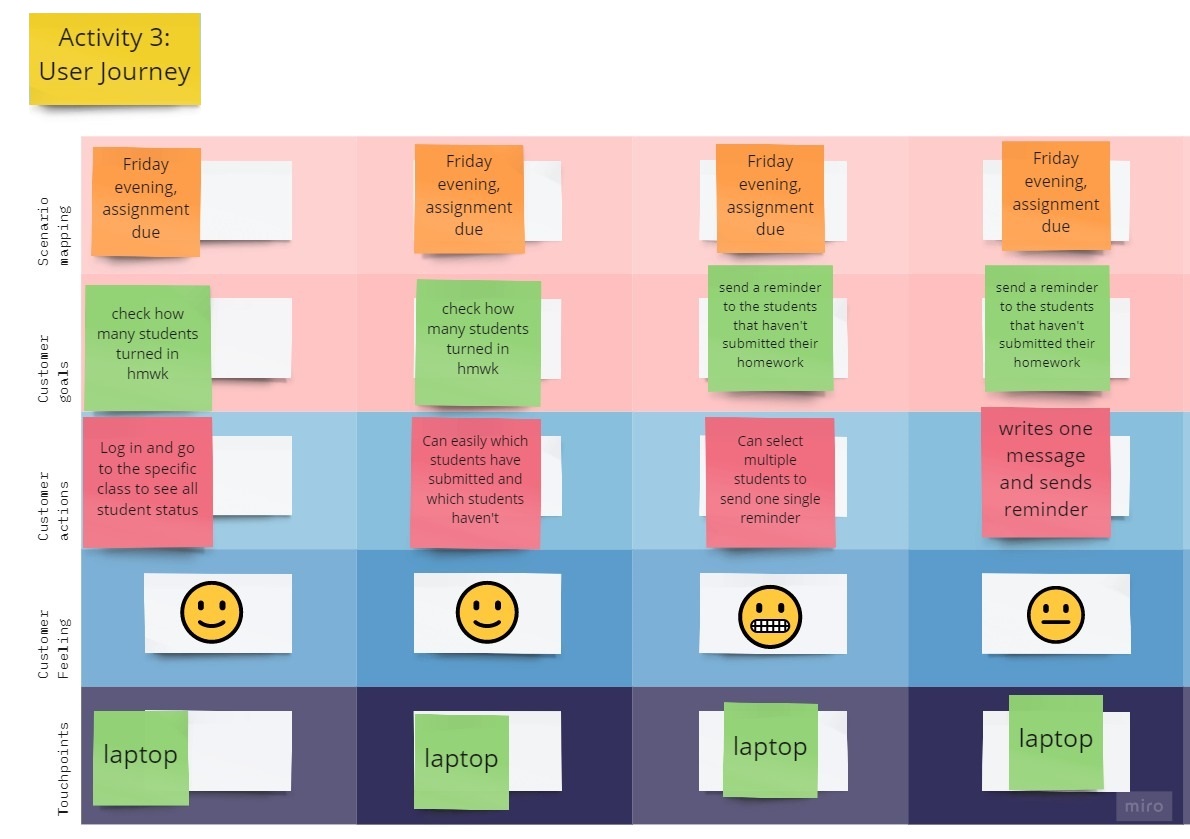 Activity 3:
User Journey
Scenario
mapping
Friday
evening,
assignment
due
Friday
evening,
assignment
due
Friday
evening,
assignment
due
Friday
evening,
assignment
due
Customer
goals
check how
many students
turned in
hmwk
check how
many students
turned in
hmwk
send a reminder
to the students
that haven't
submitted their
homework
send a reminder
to the students
that haven't
submitted their
homework
Customer
actions
Log in and go
to the specific
class to see all
student status
Can easily which
students have
submitted and
which students
haven't
Can select
multiple
students to
send one single
reminder
writes one
message
and sends
reminder
Customer
Feeling
Touchpoints
laptop
laptop
laptop
laptop
miro